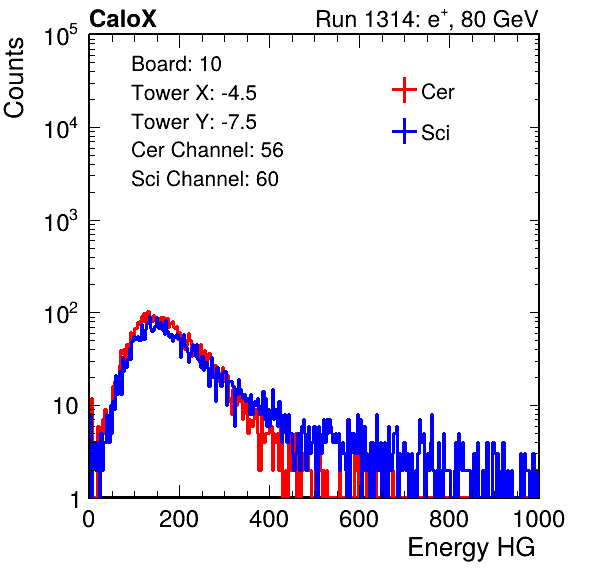 CaloX Run 1314: e⁺, 80 GeV
Counts
10⁵
10⁴
10³
10²
10
1
Board: 10
Tower X: -4.5
Tower Y: -7.5
Cer Channel: 56
Sci Channel: 60
Cer
Sci
0 200 400 600 800 1000
Energy HG